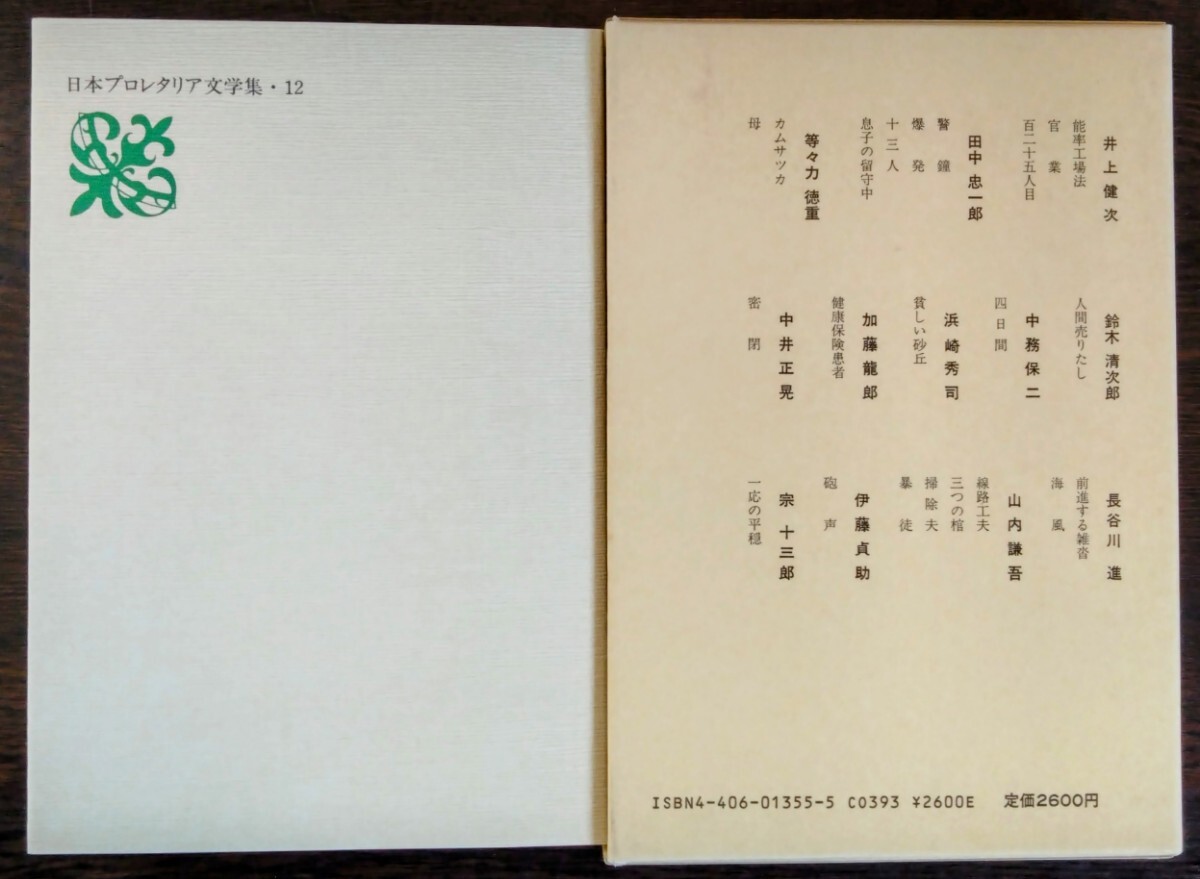 日本プロレタリア文学集・12
井上健次
能率工場法
官業
百二十五人目
田中忠一郎
警鐘
爆発
十三人
息子の留守中
等々力徳重
カムサツカ
母
鈴木清次郎
人間売りたし
中務保二
四日間
浜崎秀司
貧しい砂丘
加藤龍郎
健康保険患者
中井正晃
密閉
長谷川進
前進する雑沓
海風
山内謙吾
線路工夫
三つの棺
掃除夫
暴徒
伊藤貞助
砲声
宗十三郎
一応の平穏
ISBN4-406-01355-5 C0393 ¥2600E 定価2600円